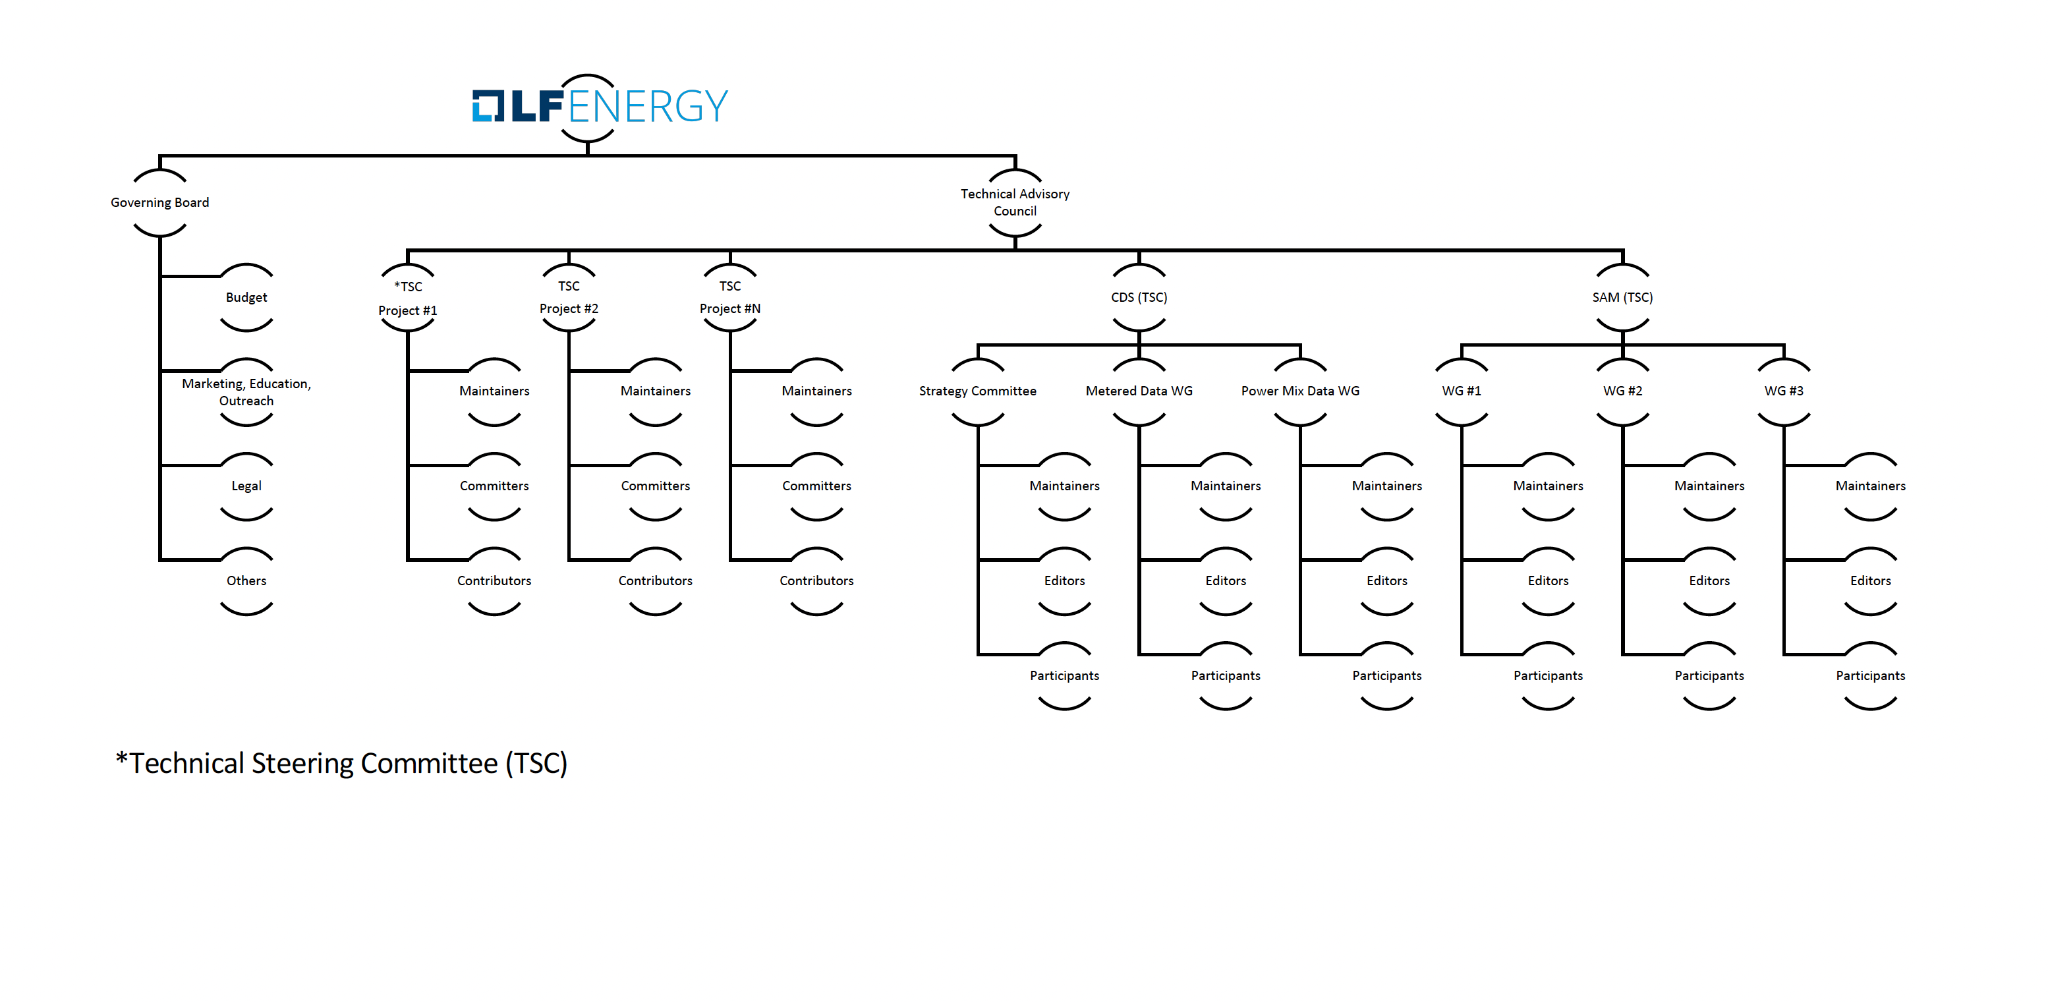 LFENERGY
Governing Board
Technical Advisory
Council
Budget
Marketing, Education,
Outreach
Legal
Others
*TSC
Project #1
Maintainers
Committers
Contributors
TSC
Project #2
Maintainers
Committers
Contributors
TSC
Project #N
Maintainers
Committers
Contributors
CDS (TSC)
Strategy Committee
Maintainers
Editors
Participants
Metered Data WG
Maintainers
Editors
Participants
Power Mix Data WG
Maintainers
Editors
Participants
SAM (TSC)
WG #1
Maintainers
Editors
Participants
WG #2
Maintainers
Editors
Participants
WG #3
Maintainers
Editors
Participants
*Technical Steering Committee (TSC)